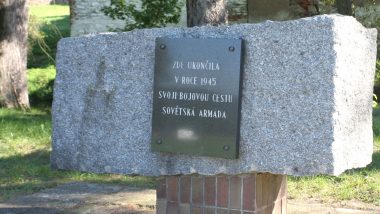 ZDE UKONČILA
V ROCE 1945
SVOJI BOJOVOU CESTU
SOVĚTSKÁ ARMÁDA